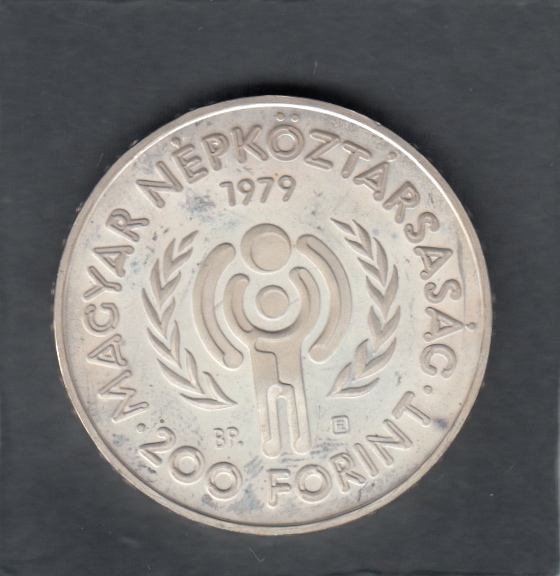 MAGYAR NÉPKÖZTÁRSASÁG
1979
BP.
· 200 FORINT ·